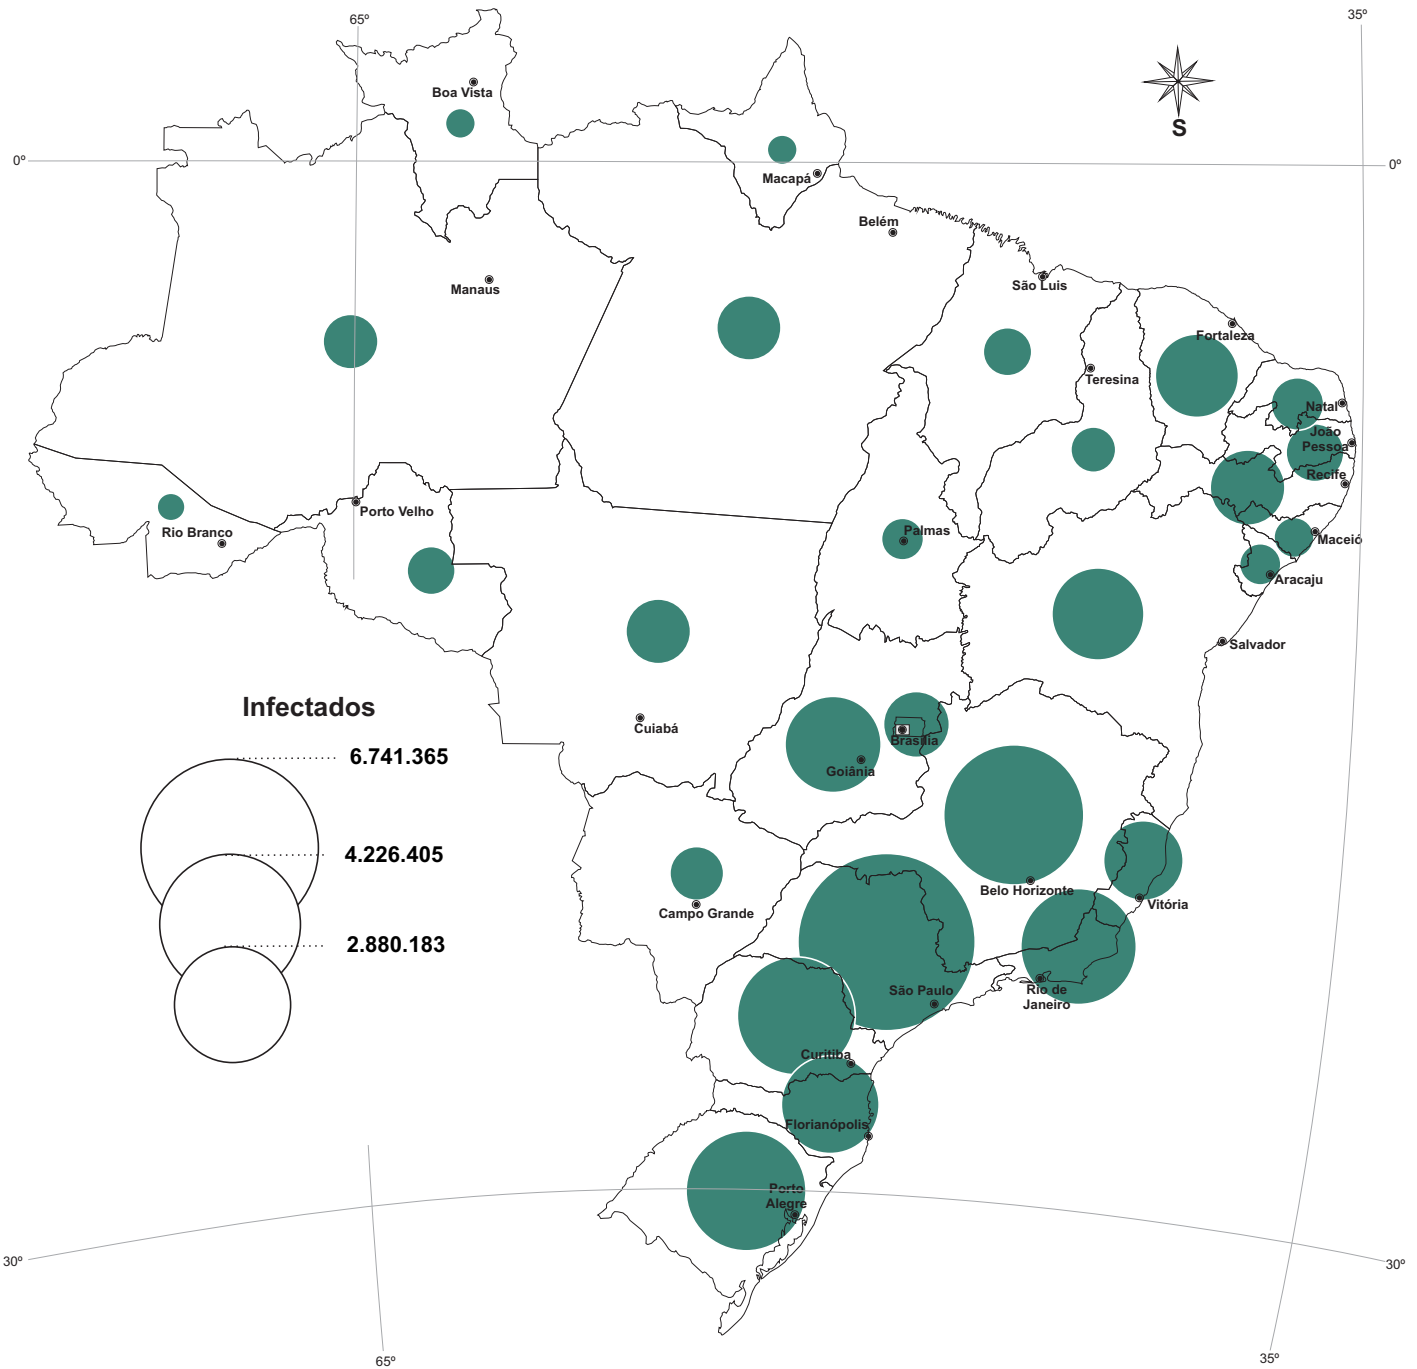 65º
35º
Boa Vista
S
0º
0º
Macapá
Belém
Manaus
São Luis
Fortaleza
Teresina
Natal
João
Pessoa
Recife
Porto Velho
Rio Branco
Palmas
Maceió
Aracaju
Salvador
Infectados
6.741.365
4.226.405
2.880.183
Cuiabá
Brasília
Goiânia
Belo Horizonte
Campo Grande
Vitória
São Paulo
Rio de
Janeiro
Curitiba
Florianópolis
Porto
Alegre
30º
30º
65º
35º